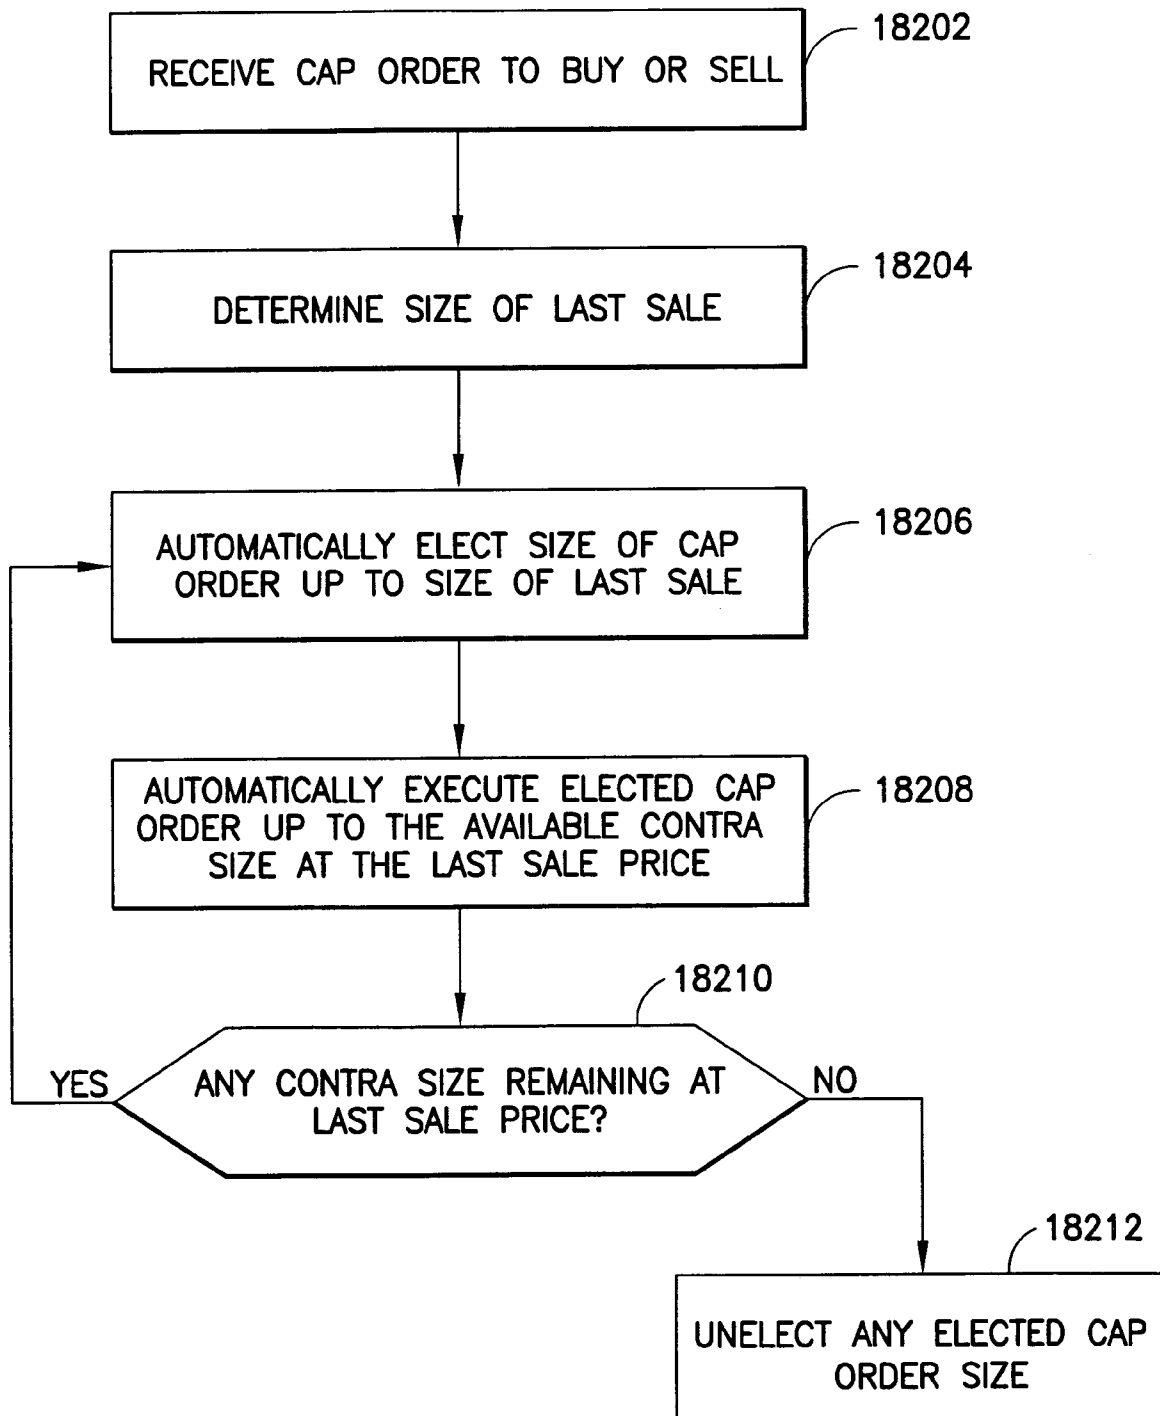 18202
RECEIVE CAP ORDER TO BUY OR SELL
18204
DETERMINE SIZE OF LAST SALE
18206
AUTOMATICALLY ELECT SIZE OF CAP
ORDER UP TO SIZE OF LAST SALE
18208
AUTOMATICALLY EXECUTE ELECTED CAP
ORDER UP TO THE AVAILABLE CONTRA
SIZE AT THE LAST SALE PRICE
18210
YES
ANY CONTRA SIZE REMAINING AT
LAST SALE PRICE?
NO
18212
UNELECT ANY ELECTED CAP
ORDER SIZE